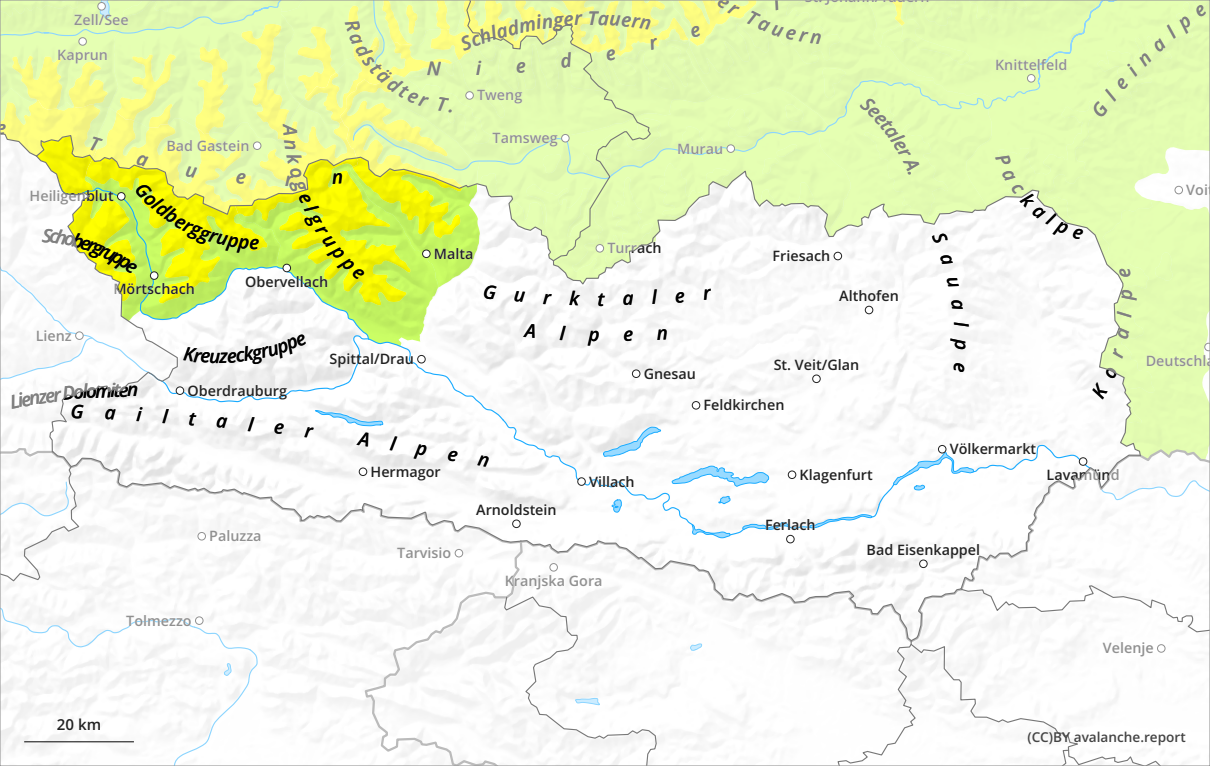 Zell/See
Kaprun
Schladminger Tauern
er Tauern
Radstädter T.
N i e d e r e
Tweng
Knittelfeld
Gleinalpe
Tamsweg
Murau
Seetaler A.
Bad Gastein
T a u e n
Ankogelgruppe
Heiligenblut
Goldberggruppe
Schobergruppe
Mörtschach
Obervellach
Malta
Turrach
Friesach
Packalpe
Saualpe
Althofen
Gurktaler
Alpen
Koralpe
Deutschla
Lienz
Kreuzeckgruppe
Spittal/Drau
Gnesau
St. Veit/Glan
Feldkirchen
Lienzer Dolomiten
Oberdrauburg
Gailtaler Alpen
Hermagor
Villach
Klagenfurt
Völkermarkt
Lavamünd
Arnoldstein
Ferlach
Bad Eisenkappel
Paluzza
Tarvisio
Kranjska Gora
Tolmezzo
Velenje
20 km
(CC)BY avalanche.report